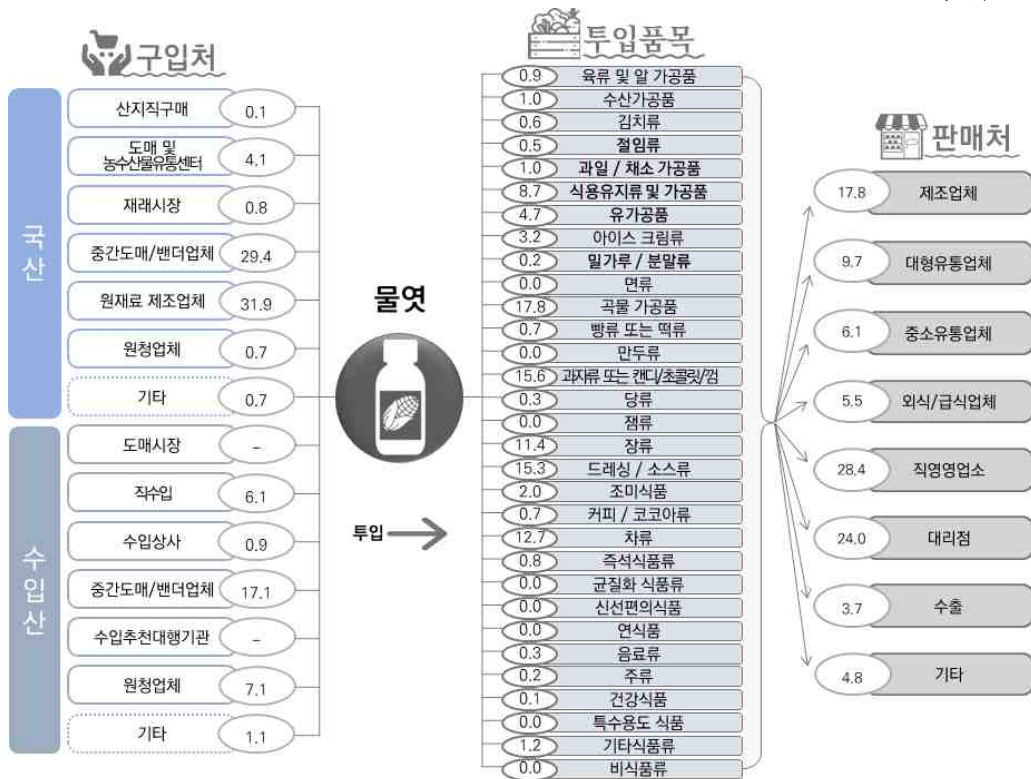 구입처
국산
산지직구매 0.1
도매 및
농수산물유통센터 4.1
재래시장 0.8
중간도매/밴더업체 29.4
원재료 제조업체 31.9
원청업체 0.7
기타 0.7
수입산
도매시장 –
직수입 6.1
수입상사 0.9
중간도매/밴더업체 17.1
수입추천대행기관 –
원청업체 7.1
기타 1.1
물엿
투입
투입품목
0.9 육류 및 알 가공품
1.0 수산가공품
0.6 김치류
0.5 절임류
1.0 과일 / 채소 가공품
8.7 식용유지류 및 가공품
4.7 유가공품
3.2 아이스 크림류
0.2 밀가루 / 분말류
0.0 면류
17.8 곡물 가공품
0.7 빵류 또는 떡류
0.0 만두류
15.6 과자류 또는 캔디/초콜릿/껌
0.3 당류
0.0 잼류
11.4 장류
15.3 드레싱 / 소스류
2.0 조미식품
0.7 커피 / 코코아류
12.7 차류
0.8 즉석식품류
0.0 균질화 식품류
0.0 신선편의식품
0.0 연식품
0.3 음료류
0.2 주류
0.1 건강식품
0.0 특수용도 식품
1.2 기타식품류
0.0 비식품류
판매처
17.8 제조업체
9.7 대형유통업체
6.1 중소유통업체
5.5 외식/급식업체
28.4 직영영업소
24.0 대리점
3.7 수출
4.8 기타